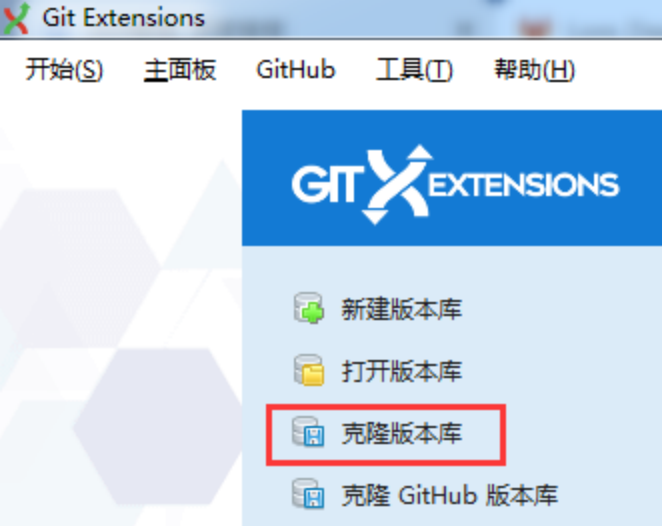 Git Extensions
开始(S) 主面板 GitHub 工具(T) 帮助(H)
GIT EXTENSIONS
新建版本库
打开版本库
克隆版本库
克隆 GitHub 版本库